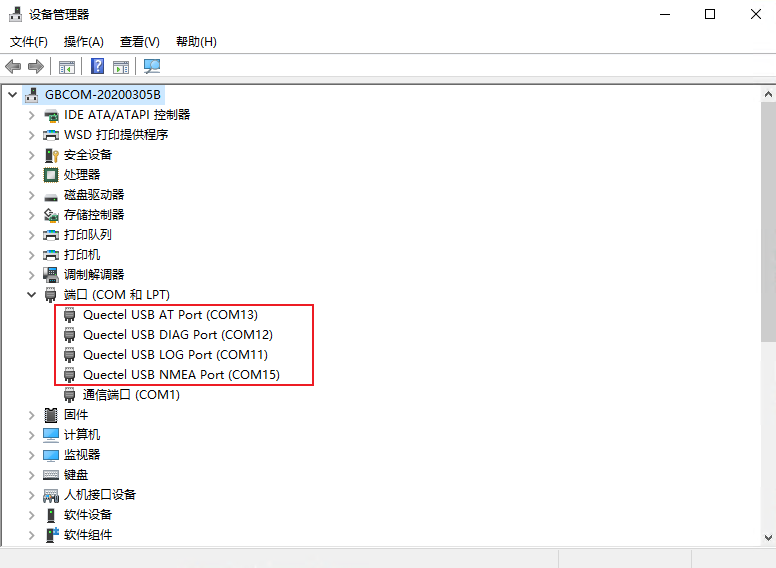 设备管理器
文件(F) 操作(A) 查看(V) 帮助(H)
GBCOM-20200305B
IDE ATA/ATAPI 控制器
WSD 打印提供程序
安全设备
处理器
磁盘驱动器
存储控制器
打印队列
打印机
调制解调器
端口 (COM 和 LPT)
Quectel USB AT Port (COM13)
Quectel USB DIAG Port (COM12)
Quectel USB LOG Port (COM11)
Quectel USB NMEA Port (COM15)
通信端口 (COM1)
固件
计算机
监视器
键盘
人机接口设备
软件设备
软件组件